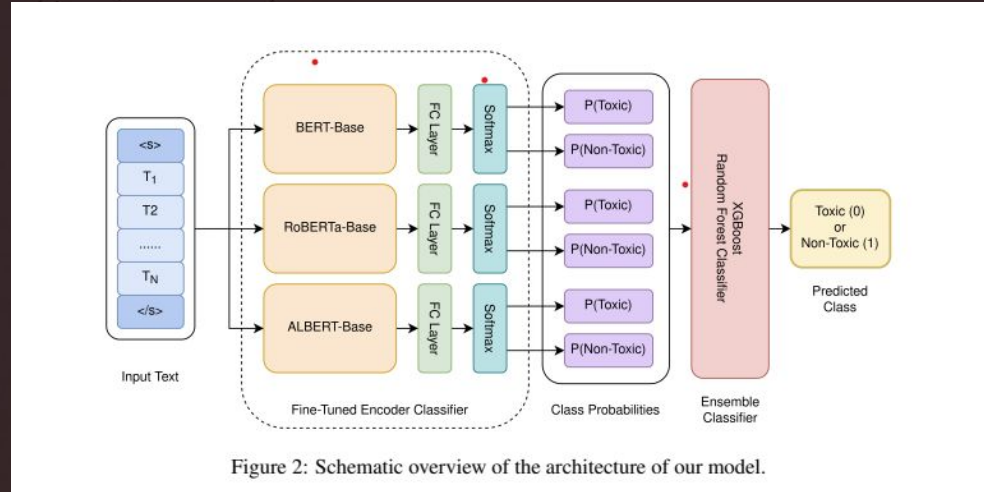 <s>
T1
T2
......
TN
</s>
Input Text
BERT-Base
FC Layer
Softmax
RoBERTa-Base
FC Layer
Softmax
ALBERT-Base
FC Layer
Softmax
Fine-Tuned Encoder Classifier
P(Toxic)
P(Non-Toxic)
P(Toxic)
P(Non-Toxic)
P(Toxic)
P(Non-Toxic)
Class Probabilities
XGBoost
Random Forest Classifier
Ensemble
Classifier
Toxic (0)
or
Non-Toxic (1)
Predicted
Class
Figure 2: Schematic overview of the architecture of our model.